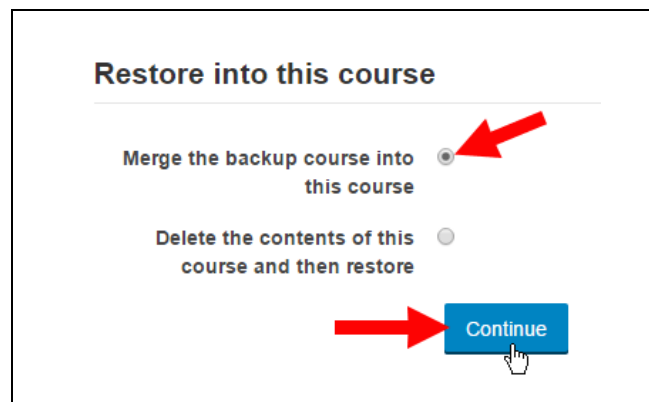 Restore into this course
Merge the backup course into
this course
Delete the contents of this
course and then restore
Continue